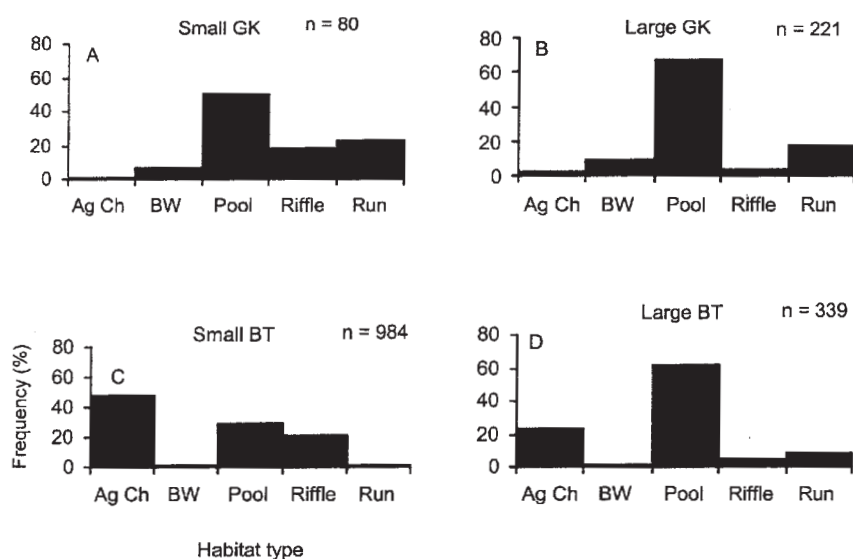 Small GK n = 80
A
80
60
40
20
0
Ag Ch BW Pool Riffle Run
Large GK n = 221
B
80
60
40
20
0
Ag Ch BW Pool Riffle Run
Small BT n = 984
C
Frequency (%)
80
60
40
20
0
Ag Ch BW Pool Riffle Run
Large BT n = 339
D
80
60
40
20
0
Ag Ch BW Pool Riffle Run
Habitat type